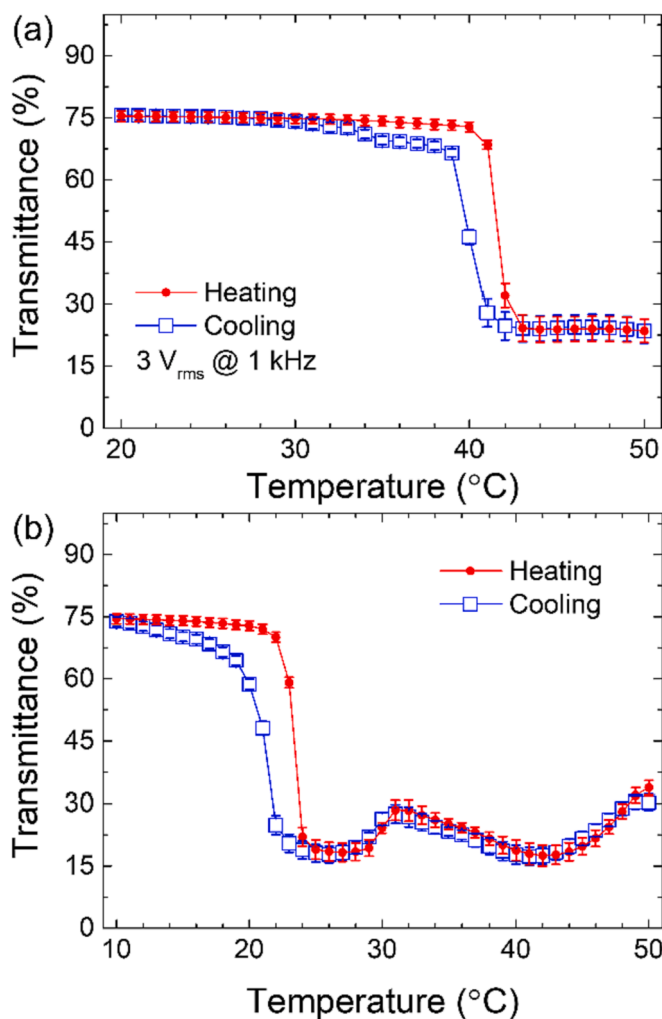 (a)
Transmittance (%)
90
75
60
45
30
15
0
Heating
Cooling
3 Vrms @ 1 kHz
20 30 40 50
Temperature (°C)
(b)
Transmittance (%)
90
75
60
45
30
15
0
Heating
Cooling
10 20 30 40 50
Temperature (°C)